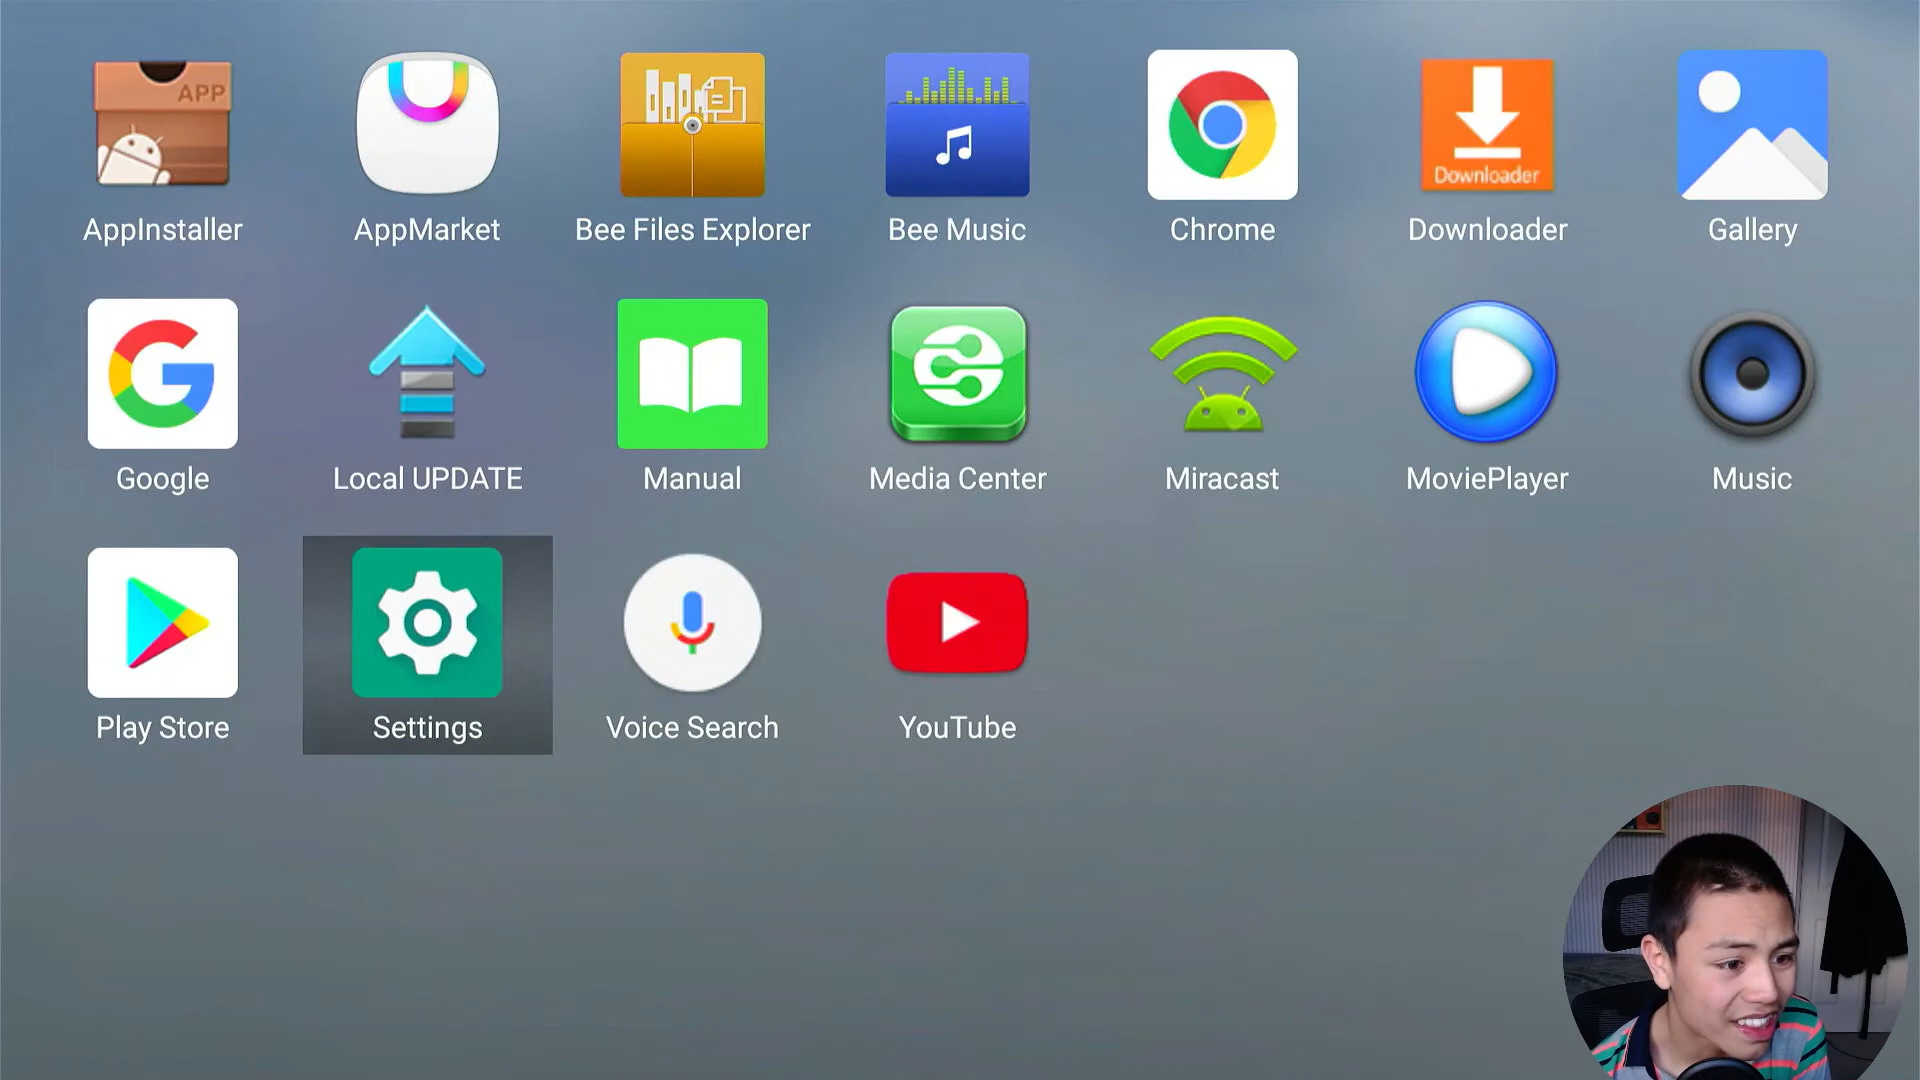 APP
Downloader
AppInstaller
AppMarket
Bee Files Explorer
Bee Music
Chrome
Downloader
Gallery
Google
Local UPDATE
Manual
Media Center
Miracast
MoviePlayer
Music
Play Store
Settings
Voice Search
YouTube